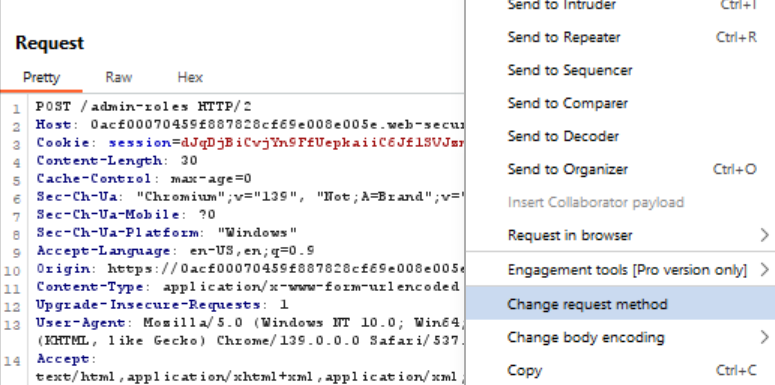 Request
Pretty Raw Hex
1 POST /admin-roles HTTP/2
2 Host: 0acf00070459f887828cf69e008e005e.web-secur
3 Cookie: session=dJqDjBiCvjYn9FfUepkaiiC6Jf1SVJwr
4 Content-Length: 30
5 Cache-Control: max-age=0
6 Sec-Ch-Ua: "Chromium";v="139", "Not;A=Brand";v="
7 Sec-Ch-Ua-Mobile: ?0
8 Sec-Ch-Ua-Platform: "Windows"
9 Accept-Language: en-US,en;q=0.9
10 Origin: https://0acf00070459f887828cf69e008e005e
11 Content-Type: application/x-www-form-urlencoded
12 Upgrade-Insecure-Requests: 1
13 User-Agent: Mozilla/5.0 (Windows NT 10.0; Win64;
(KHTML, like Gecko) Chrome/139.0.0.0 Safari/537.
14 Accept:
text/html,application/xhtml+xml,application/xml;
Send to Intruder Ctrl+I
Send to Repeater Ctrl+R
Send to Sequencer
Send to Comparer
Send to Decoder
Send to Organizer Ctrl+O
Insert Collaborator payload
Request in browser
Engagement tools [Pro version only]
Change request method
Change body encoding
Copy Ctrl+C